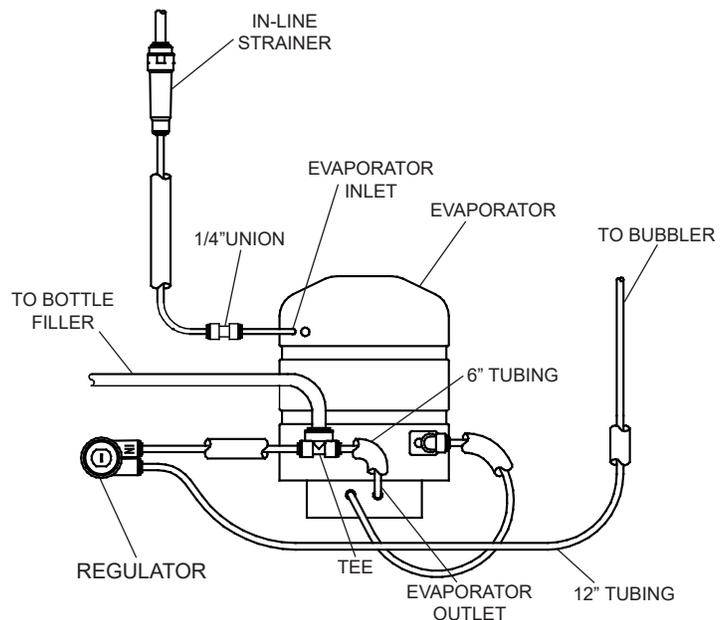 IN-LINE
STRAINER
EVAPORATOR
INLET
EVAPORATOR
1/4”UNION
TO BUBBLER
TO BOTTLE
FILLER
6” TUBING
IN
REGULATOR
TEE
EVAPORATOR
OUTLET
12” TUBING